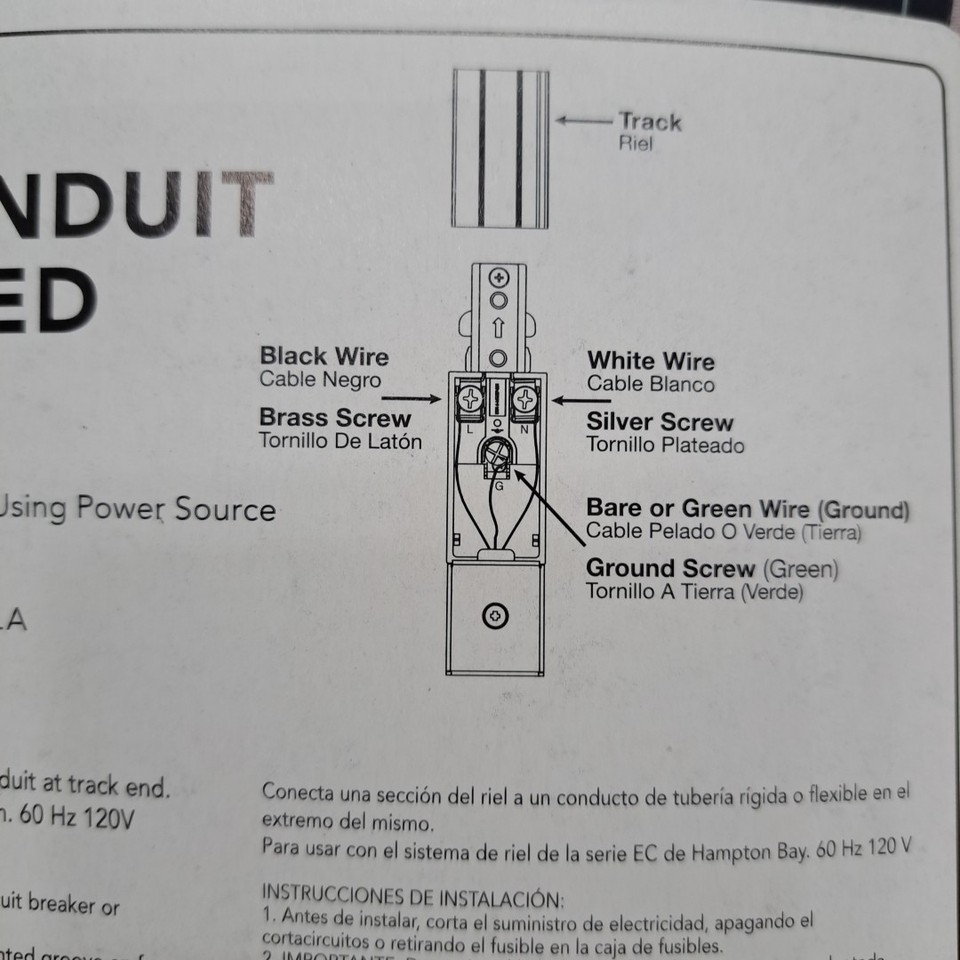 Track
Riel
NDUIT
ED
Black Wire
Cable Negro
Brass Screw
Tornillo De Latón
White Wire
Cable Blanco
Silver Screw
Tornillo Plateado
L
N
G
Bare or Green Wire (Ground)
Cable Pelado O Verde (Tierra)
Ground Screw (Green)
Tornillo A Tierra (Verde)
Using Power Source
LA
duit at track end.
n. 60 Hz 120V
uit breaker or
Conecta una sección del riel a un conducto de tubería rígida o flexible en el
extremo del mismo.
Para usar con el sistema de riel de la serie EC de Hampton Bay. 60 Hz 120 V
INSTRUCCIONES DE INSTALACIÓN:
1. Antes de instalar, corta el suministro de electricidad, apagando el
cortacircuitos o retirando el fusible en la caja de fusibles.
2. IMPORTANTE